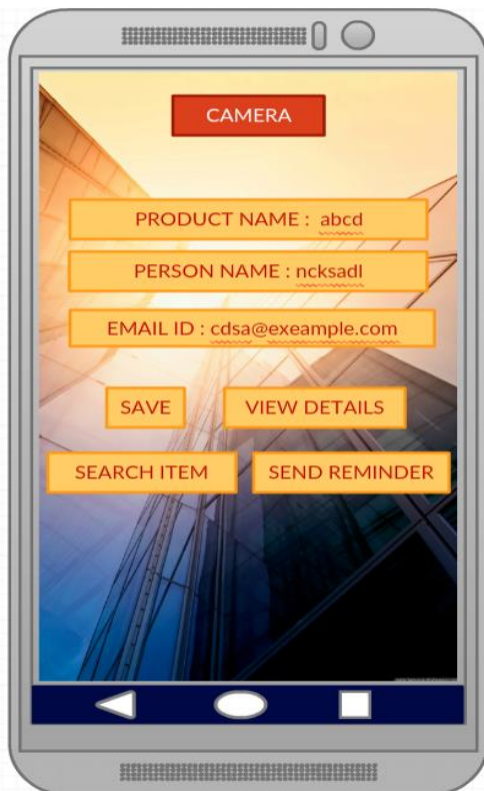 CAMERA
PRODUCT NAME : abcd
PERSON NAME : ncksadl
EMAIL ID : cdsa@exeample.com
SAVE VIEW DETAILS
SEARCH ITEM SEND REMINDER